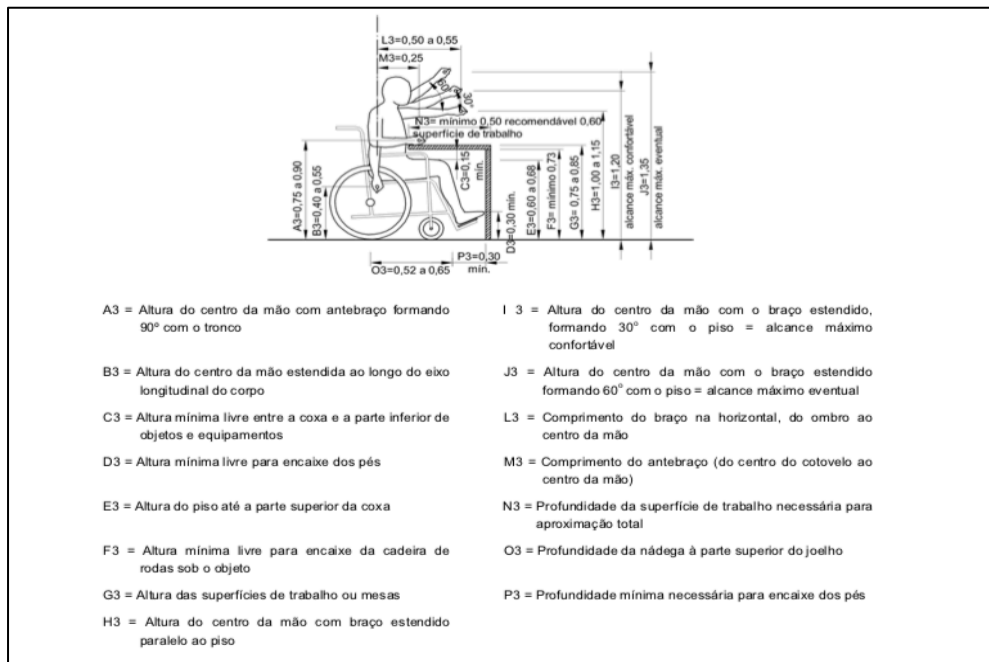 L3=0,50 a 0,55
M3=0,25
60°
30°
N3= mínimo 0,50 recomendável 0,60
superfície de trabalho
A3=0,75 a 0,90
B3=0,40 a 0,55
C3=0,15
min.
D3=0,30 min.
E3=0,60 a 0,68
F3= mínimo 0,73
G3= 0,75 a 0,85
H3=1,00 a 1,15
I3=1,20
alcance máx. confortável
J3=1,35
alcance máx. eventual
O3=0,52 a 0,65
P3=0,30
min.
A3 = Altura do centro da mão com antebraço formando
90º com o tronco
B3 = Altura do centro da mão estendida ao longo do eixo
longitudinal do corpo
C3 = Altura mínima livre entre a coxa e a parte inferior de
objetos e equipamentos
D3 = Altura mínima livre para encaixe dos pés
E3 = Altura do piso até a parte superior da coxa
F3 = Altura mínima livre para encaixe da cadeira de
rodas sob o objeto
G3 = Altura das superfícies de trabalho ou mesas
H3 = Altura do centro da mão com braço estendido
paralelo ao piso
I 3 = Altura do centro da mão com o braço estendido,
formando 30° com o piso = alcance máximo
confortável
J3 = Altura do centro da mão com o braço estendido
formando 60° com o piso = alcance máximo eventual
L3 = Comprimento do braço na horizontal, do ombro ao
centro da mão
M3 = Comprimento do antebraço (do centro do cotovelo ao
centro da mão)
N3 = Profundidade da superfície de trabalho necessária para
aproximação total
O3 = Profundidade da nádega à parte superior do joelho
P3 = Profundidade mínima necessária para encaixe dos pés